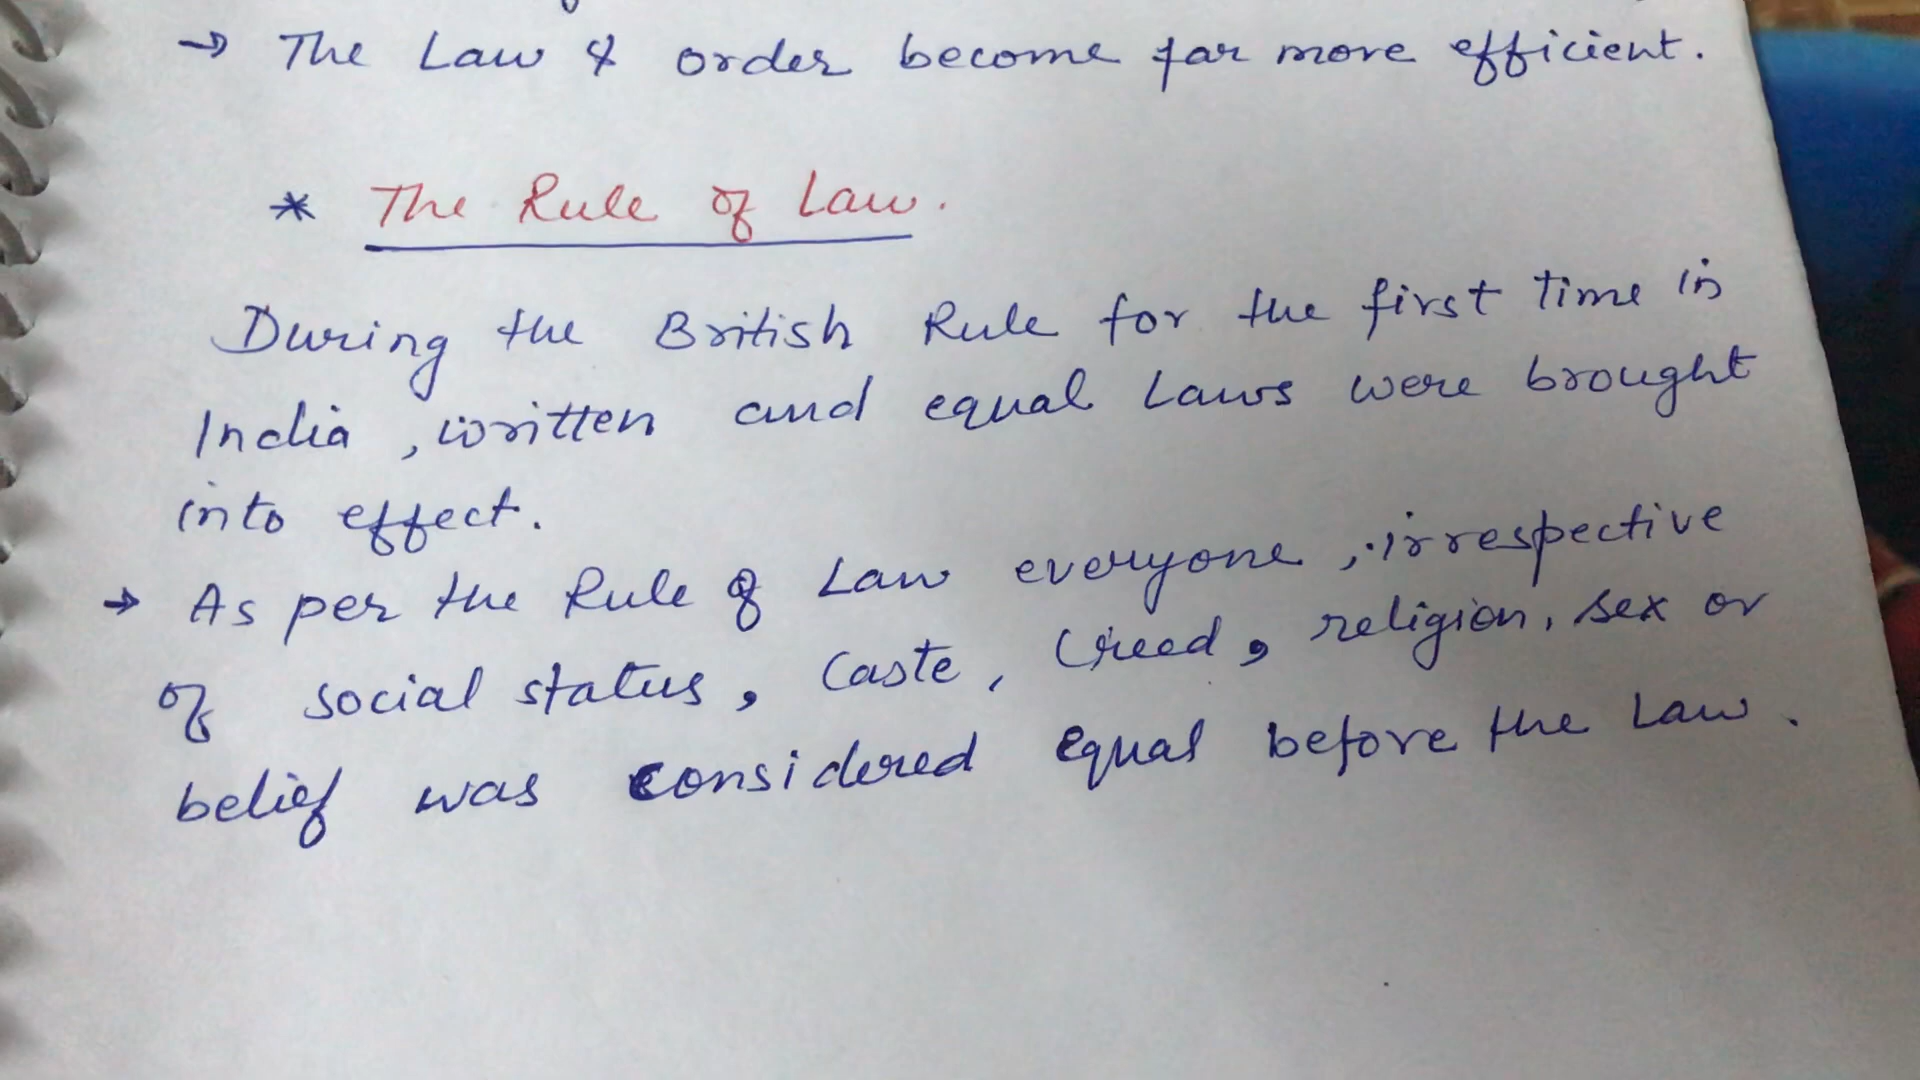 → The Law & order become far more efficient.
* The Rule of Law.
During the British Rule for the first time in
India, written and equal Laws were brought
into effect.
→ As per the Rule of Law everyone, irrespective
of social status, Caste, Creed, religion, sex or
belief was considered equal before the Law.